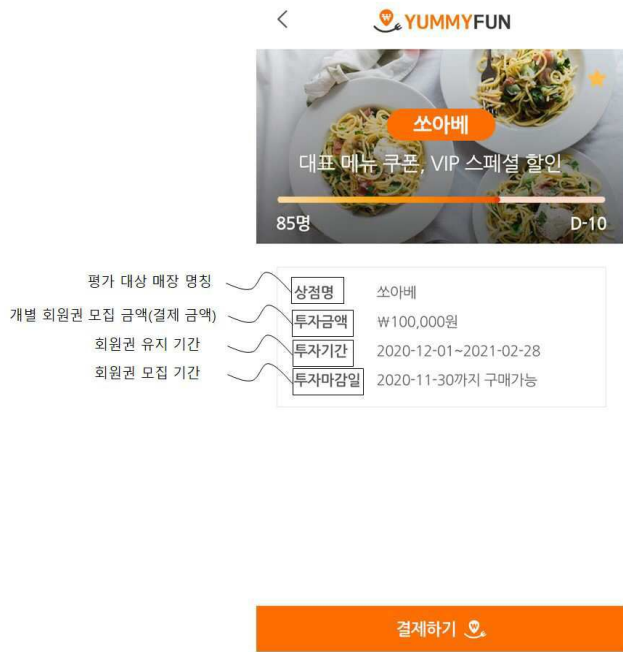 YUMMYFUN
쏘아베
대표 메뉴 쿠폰, VIP 스페셜 할인
85명 D-10
평가 대상 매장 명칭 상점명 쏘아베
개별 회원권 모집 금액(결제 금액) 투자금액 ₩100,000원
회원권 유지 기간 투자기간 2020-12-01~2021-02-28
회원권 모집 기간 투자마감일 2020-11-30까지 구매가능
결제하기